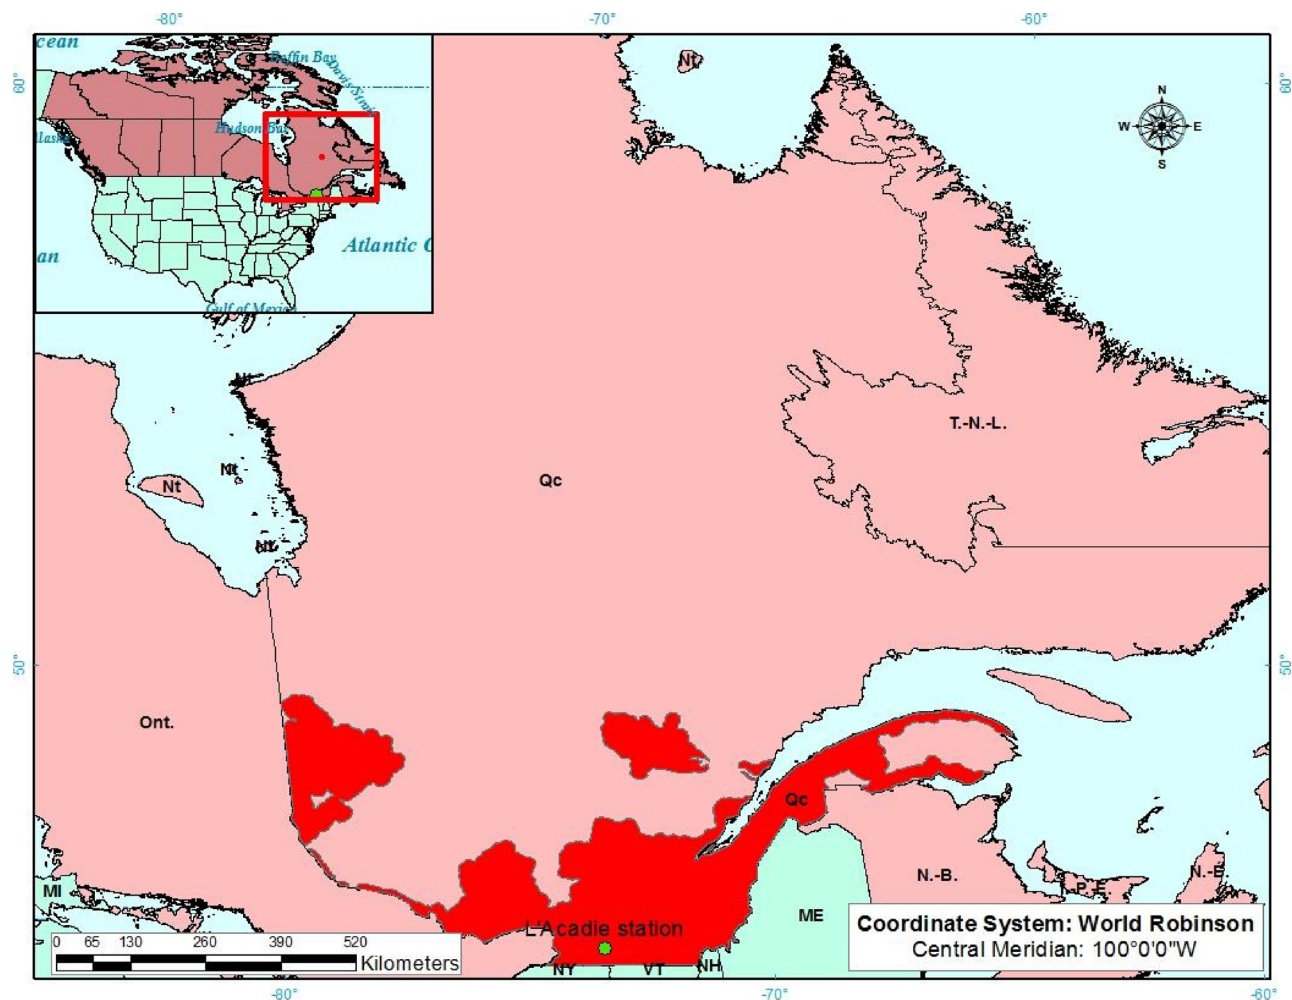 -80°
-70°
-60°
60°
60°
cean
Baffin Bay
Davis Strait
Hudson Bay
laska
Atlantic O
an
Gulf of Mexico
N
W
E
S
Nt
Nt
Nt
Nt
Nt
T.-N.-L.
Qc
50°
50°
Ont.
Qc
MI
N.-B.
P.-E.
N.-E.
ME
L'Acadie station
NY
VT
NH
0 65 130 260 390 520
Kilometers
Coordinate System: World Robinson
Central Meridian: 100°0'0"W
-80°
-70°
-60°